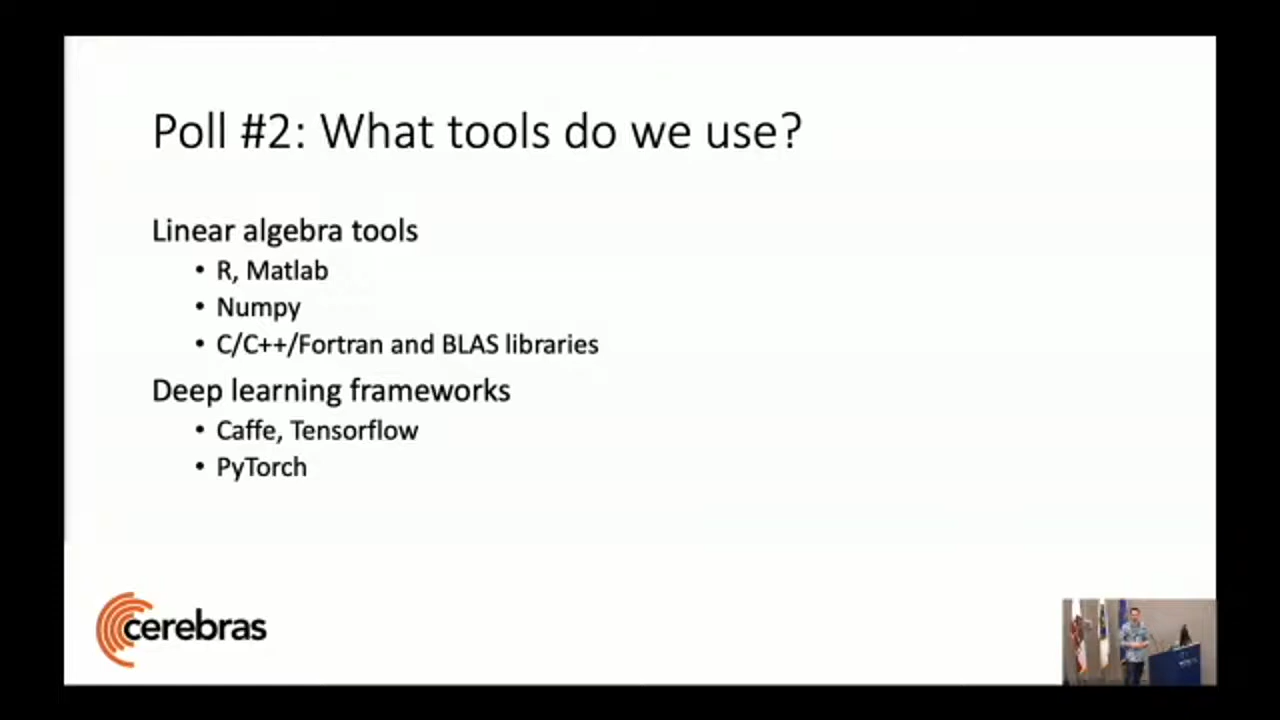 Poll #2: What tools do we use?
Linear algebra tools
• R, Matlab
• Numpy
• C/C++/Fortran and BLAS libraries
Deep learning frameworks
• Caffe, Tensorflow
• PyTorch
cerebras